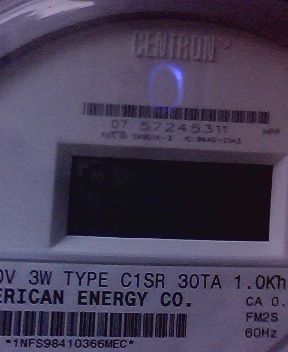 CENTRON®
07 57245311
0V 3W TYPE C1SR 30TA 1.0Kh
ERICAN ENERGY CO.
CA 0.
FM2S
60Hz
*1NFS98410366MEC*